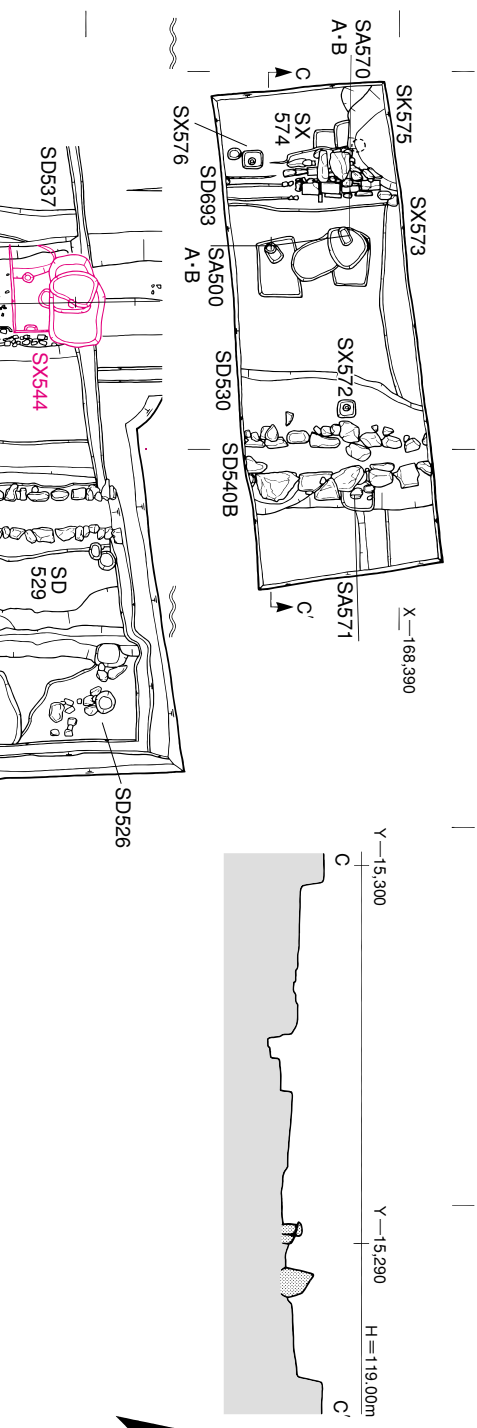 SA570
A・B
C
SK575
SX
574
SX576
SX573
SD693
SA500
A・B
SX572
SD530
SD540B
SA571
C′
X—168,390
SD537
SX544
SD
529
SD526
Y—15,300
C
Y—15,290
H=119.00m
C′